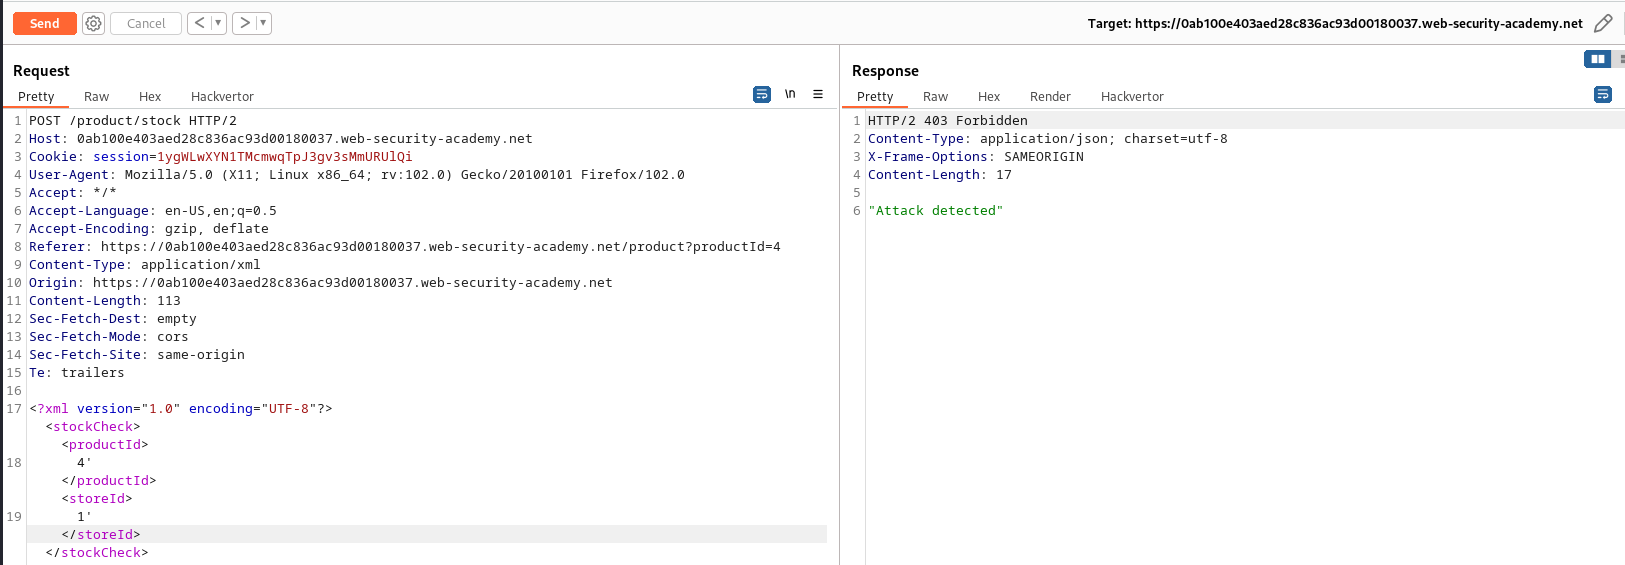 Send Cancel < > Target: https://0ab100e403aed28c836ac93d00180037.web-security-academy.net
Request
Pretty Raw Hex Hackvertor \n
1 POST /product/stock HTTP/2
2 Host: 0ab100e403aed28c836ac93d00180037.web-security-academy.net
3 Cookie: session=1ygWLwXYN1TMcmwqTpJ3gv3sMmURUlQi
4 User-Agent: Mozilla/5.0 (X11; Linux x86_64; rv:102.0) Gecko/20100101 Firefox/102.0
5 Accept: */*
6 Accept-Language: en-US,en;q=0.5
7 Accept-Encoding: gzip, deflate
8 Referer: https://0ab100e403aed28c836ac93d00180037.web-security-academy.net/product?productId=4
9 Content-Type: application/xml
10 Origin: https://0ab100e403aed28c836ac93d00180037.web-security-academy.net
11 Content-Length: 113
12 Sec-Fetch-Dest: empty
13 Sec-Fetch-Mode: cors
14 Sec-Fetch-Site: same-origin
15 Te: trailers
16
17 <?xml version="1.0" encoding="UTF-8"?>
<stockCheck>
<productId>
18 4'
</productId>
<storeId>
19 1'
</storeId>
</stockCheck>
Response
Pretty Raw Hex Render Hackvertor
1 HTTP/2 403 Forbidden
2 Content-Type: application/json; charset=utf-8
3 X-Frame-Options: SAMEORIGIN
4 Content-Length: 17
5
6 "Attack detected"